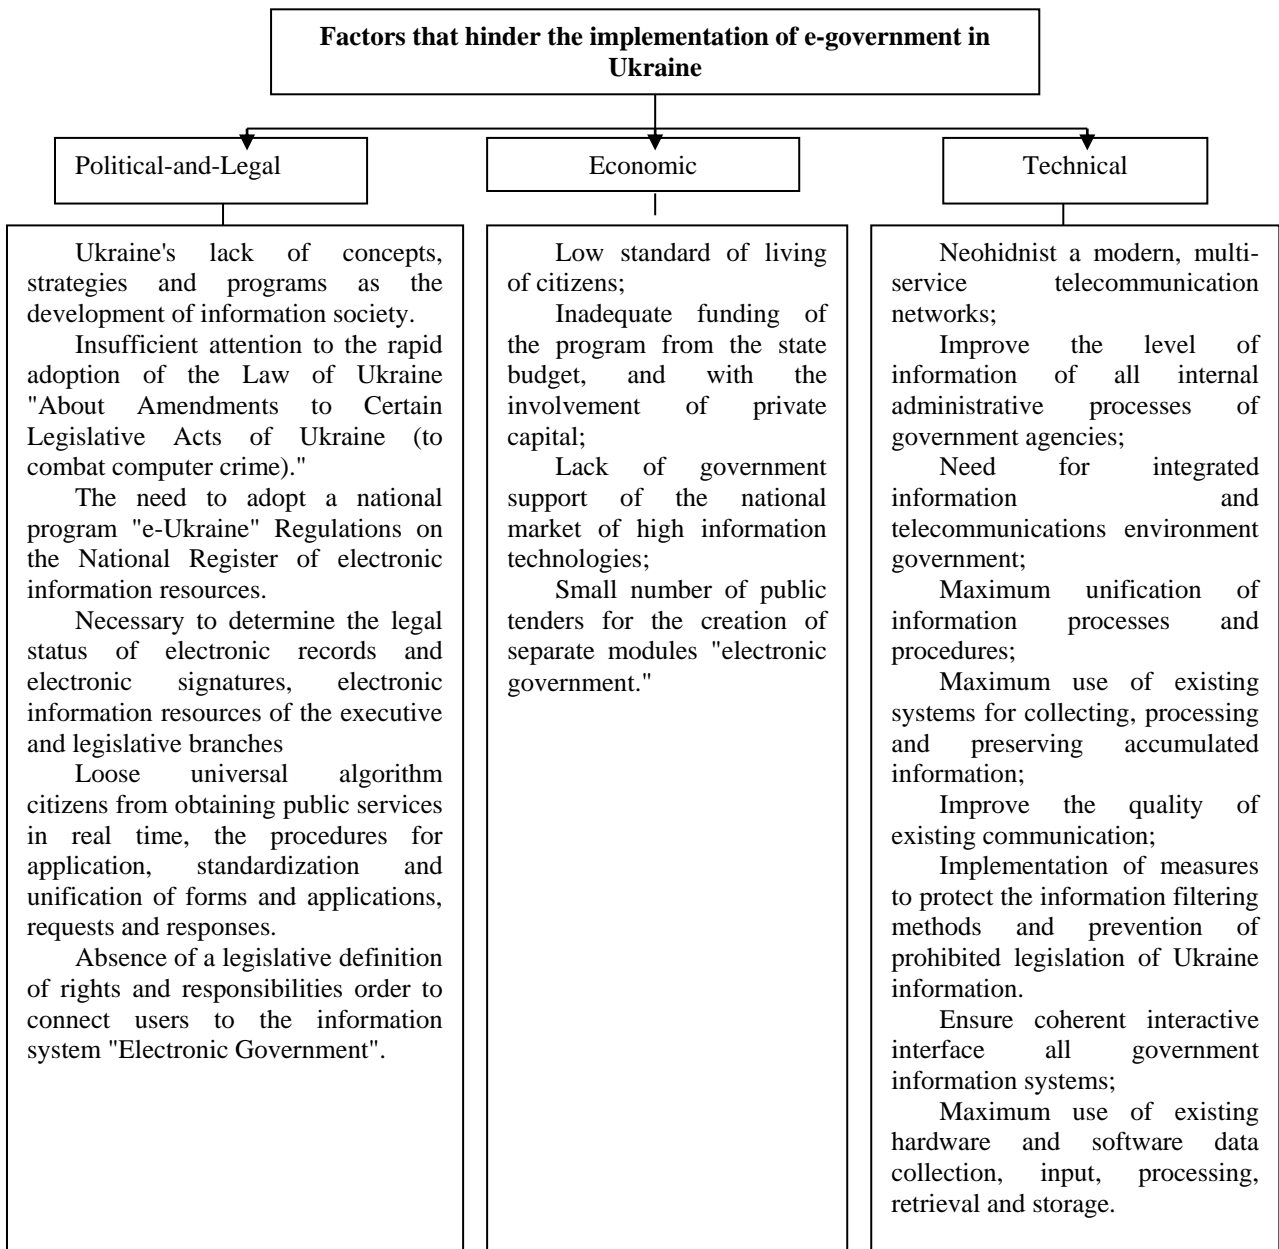 Factors that hinder the implementation of e-government in
Ukraine
Political-and-Legal
Economic
Technical
Ukraine's lack of concepts,
strategies and programs as the
development of information society.
Insufficient attention to the rapid
adoption of the Law of Ukraine
"About Amendments to Certain
Legislative Acts of Ukraine (to
combat computer crime)."
The need to adopt a national
program "e-Ukraine" Regulations on
the National Register of electronic
information resources.
Necessary to determine the legal
status of electronic records and
electronic signatures, electronic
information resources of the executive
and legislative branches
Loose universal algorithm
citizens from obtaining public services
in real time, the procedures for
application, standardization and
unification of forms and applications,
requests and responses.
Absence of a legislative definition
of rights and responsibilities order to
connect users to the information
system "Electronic Government".
Low standard of living
of citizens;
Inadequate funding of
the program from the state
budget, and with the
involvement of private
capital;
Lack of government
support of the national
market of high information
technologies;
Small number of public
tenders for the creation of
separate modules "electronic
government."
Neohidnist a modern, multi-
service telecommunication
networks;
Improve the level of
information of all internal
administrative processes of
government agencies;
Need for integrated
information and
telecommunications environment
government;
Maximum unification of
information processes and
procedures;
Maximum use of existing
systems for collecting, processing
and preserving accumulated
information;
Improve the quality of
existing communication;
Implementation of measures
to protect the information filtering
methods and prevention of
prohibited legislation of Ukraine
information.
Ensure coherent interactive
interface all government
information systems;
Maximum use of existing
hardware and software data
collection, input, processing,
retrieval and storage.